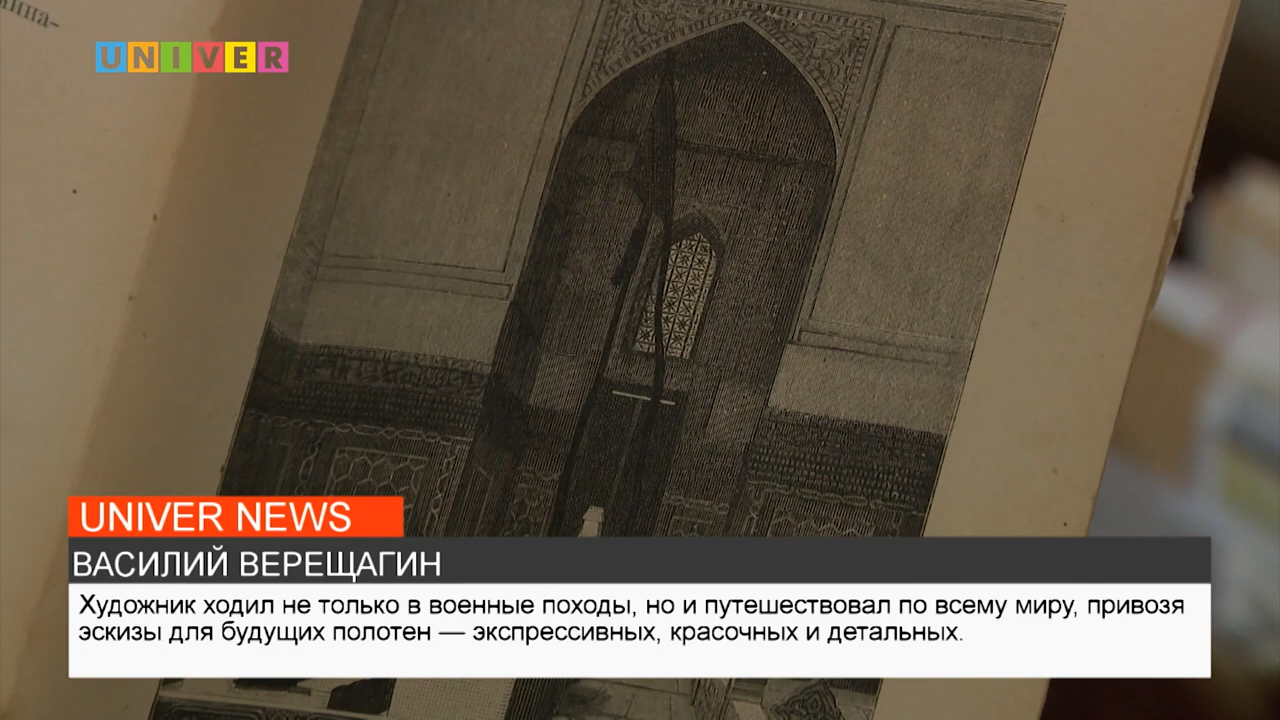 UNIVER
UNIVER NEWS
ВАСИЛИЙ ВЕРЕЩАГИН
Художник ходил не только в военные походы, но и путешествовал по всему миру, привозя
эскизы для будущих полотен — экспрессивных, красочных и детальных.